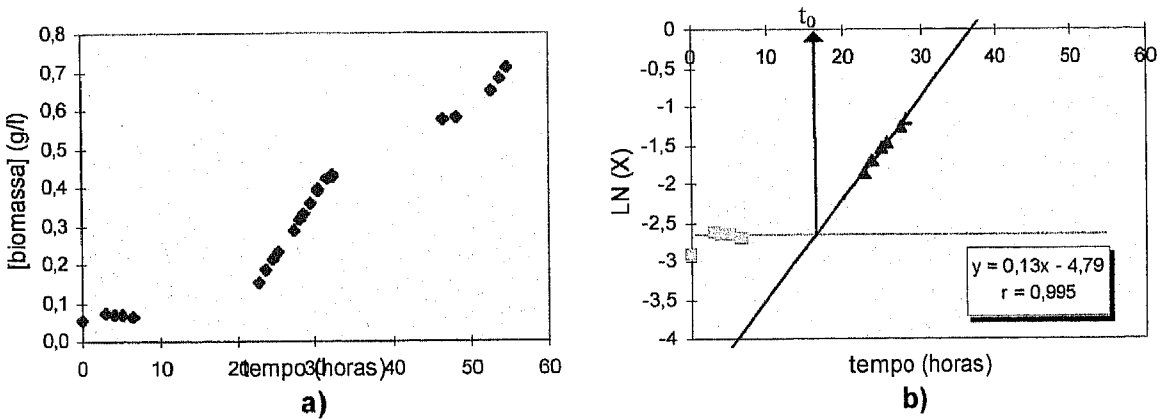 0,8
0,7
0,6
0,5
0,4
0,3
0,2
0,1
0,0
[biomassa] (g/l)
0 10 20 30 40 50 60
tempo (horas)
a)
t0
0
-0,5
-1
-1,5
-2
-2,5
-3
-3,5
-4
LN (X)
0 10 20 30 40 50 60
y = 0,13x - 4,79
r = 0,995
tempo (horas)
b)